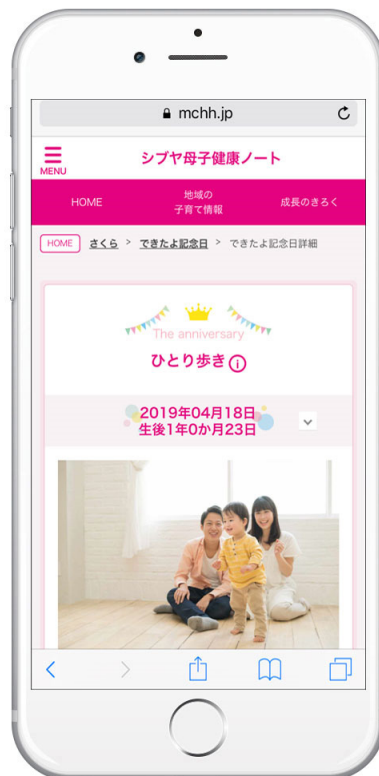 mchh.jp
MENU
シブヤ母子健康ノート
HOME
地域の
子育て情報
成長のきろく
HOME さくら > できたよ記念日 > できたよ記念日詳細
The anniversary
ひとり歩き i
2019年04月18日
生後1年0か月23日